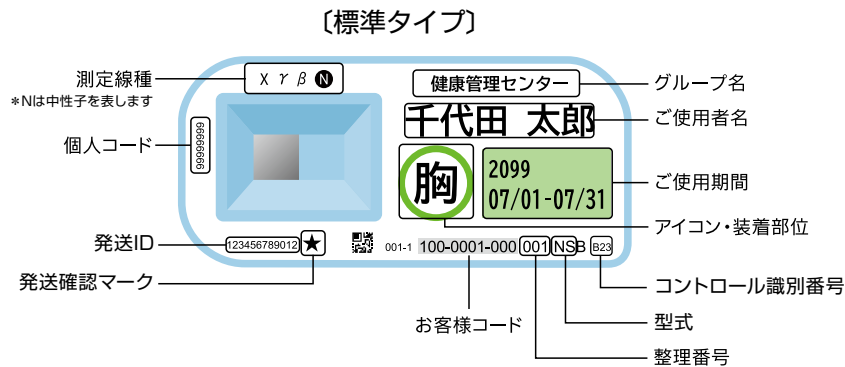 〔標準タイプ〕
測定線種
＊Nは中性子を表します
X γ β N
個人コード
99999999
健康管理センター
グループ名
千代田 太郎
ご使用者名
胸
2099
07/01-07/31
ご使用期間
アイコン・装着部位
発送ID
123456789012 ★
発送確認マーク
001-1 100-0001-000 001 NSB B23
コントロール識別番号
お客様コード
型式
整理番号